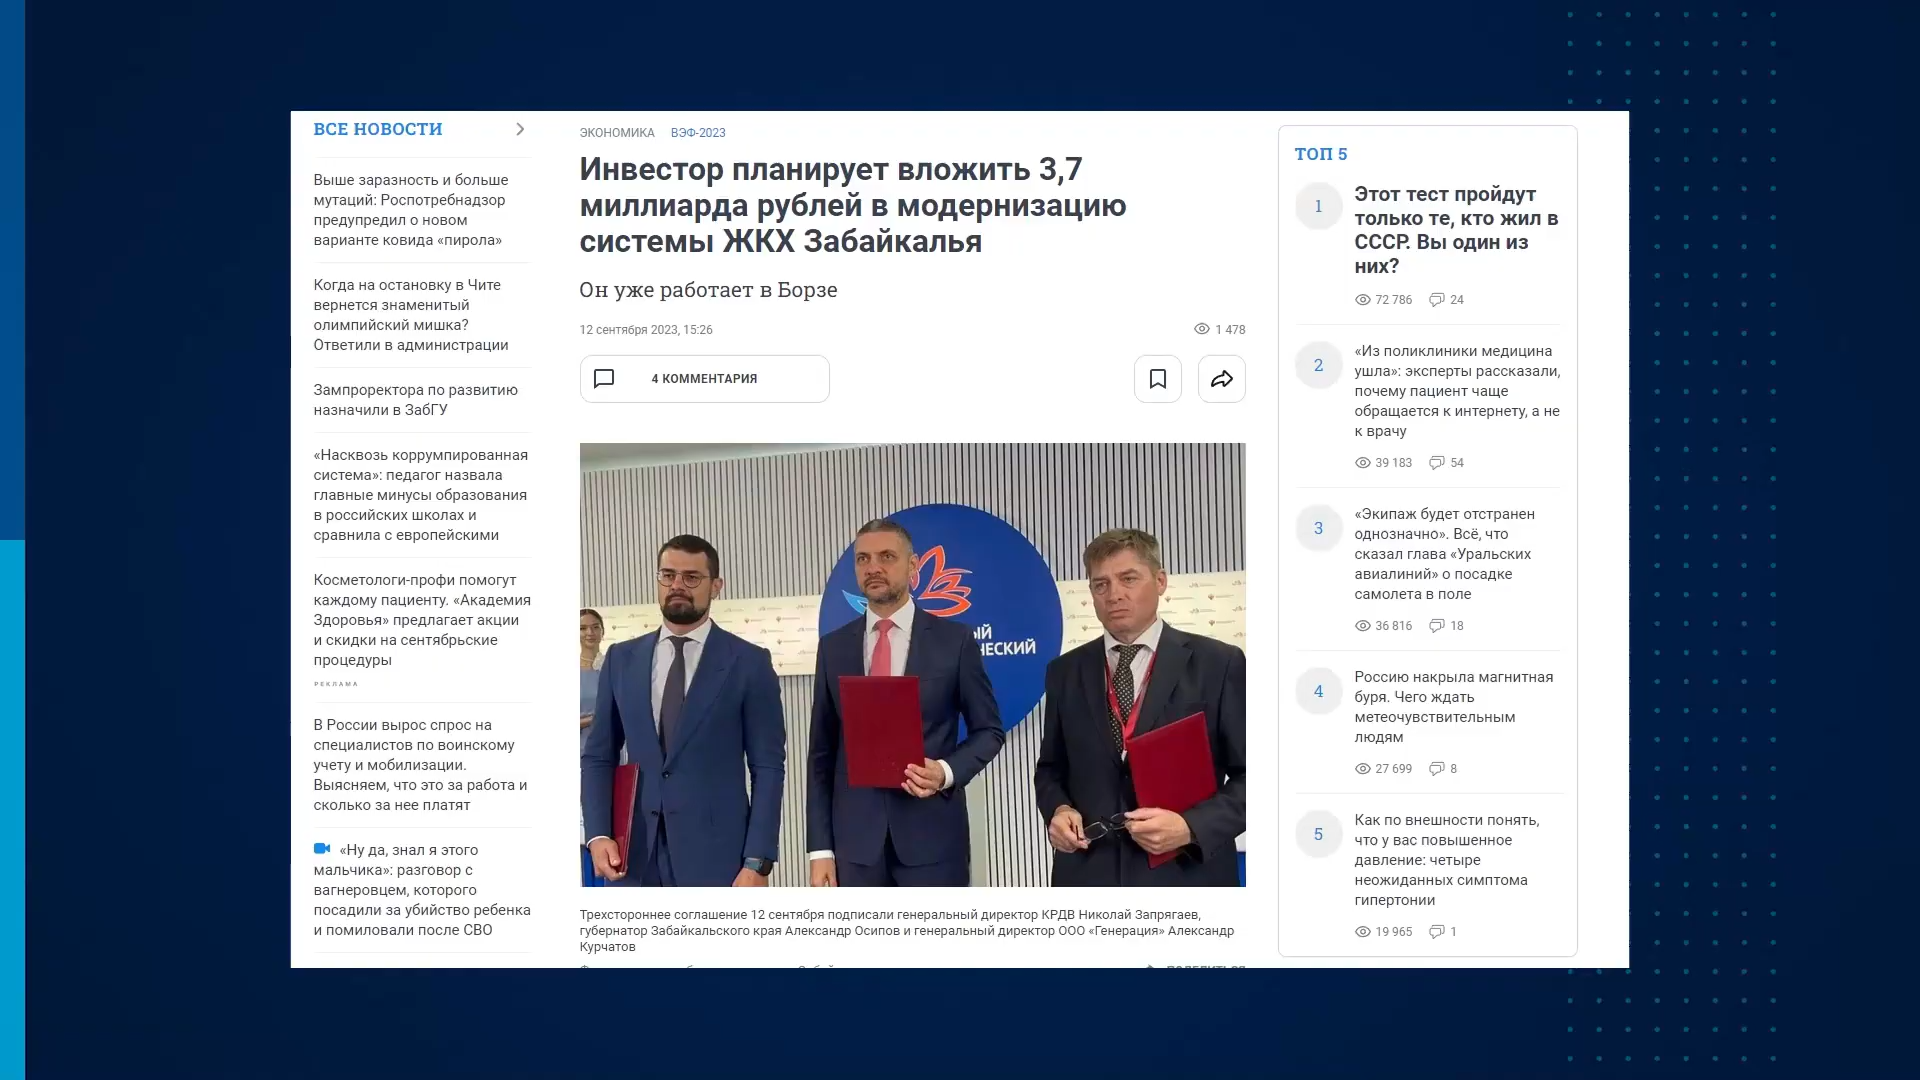 ВСЕ НОВОСТИ
Выше заразность и больше
мутаций: Роспотребнадзор
предупредил о новом
варианте ковида «пирола»
Когда на остановку в Чите
вернется знаменитый
олимпийский мишка?
Ответили в администрации
Зампроректора по развитию
назначили в ЗабГУ
«Насквозь коррумпированная
система»: педагог назвала
главные минусы образования
в российских школах и
сравнила с европейскими
Косметологи-профи помогут
каждому пациенту. «Академия
Здоровья» предлагает акции
и скидки на сентябрьские
процедуры
РЕКЛАМА
В России вырос спрос на
специалистов по воинскому
учету и мобилизации.
Выясняем, что это за работа и
сколько за нее платят
«Ну да, знал я этого
мальчика»: разговор с
вагнеровцем, которого
посадили за убийство ребенка
и помиловали после СВО
ЭКОНОМИКА ВЭФ-2023
Инвестор планирует вложить 3,7
миллиарда рублей в модернизацию
системы ЖКХ Забайкалья
Он уже работает в Борзе
12 сентября 2023, 15:26
1 478
4 КОММЕНТАРИЯ
ЫЙ
ЧЕСКИЙ
Трехстороннее соглашение 12 сентября подписали генеральный директор КРДВ Николай Запрягаев,
губернатор Забайкальского края Александр Осипов и генеральный директор ООО «Генерация» Александр
Курчатов
ТОП 5
1
Этот тест пройдут
только те, кто жил в
СССР. Вы один из
них?
72 786 24
2
«Из поликлиники медицина
ушла»: эксперты рассказали,
почему пациент чаще
обращается к интернету, а не
к врачу
39 183 54
3
«Экипаж будет отстранен
однозначно». Всё, что
сказал глава «Уральских
авиалиний» о посадке
самолета в поле
36 816 18
4
Россию накрыла магнитная
буря. Чего ждать
метеочувствительным
людям
27 699 8
5
Как по внешности понять,
что у вас повышенное
давление: четыре
неожиданных симптома
гипертонии
19 965 1